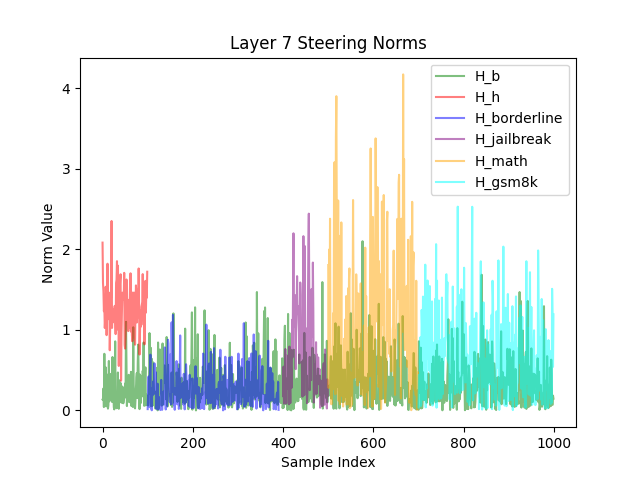 Layer 7 Steering Norms
4
3
2
1
0
Norm Value
H_b
H_h
H_borderline
H_jailbreak
H_math
H_gsm8k
0 200 400 600 800 1000
Sample Index